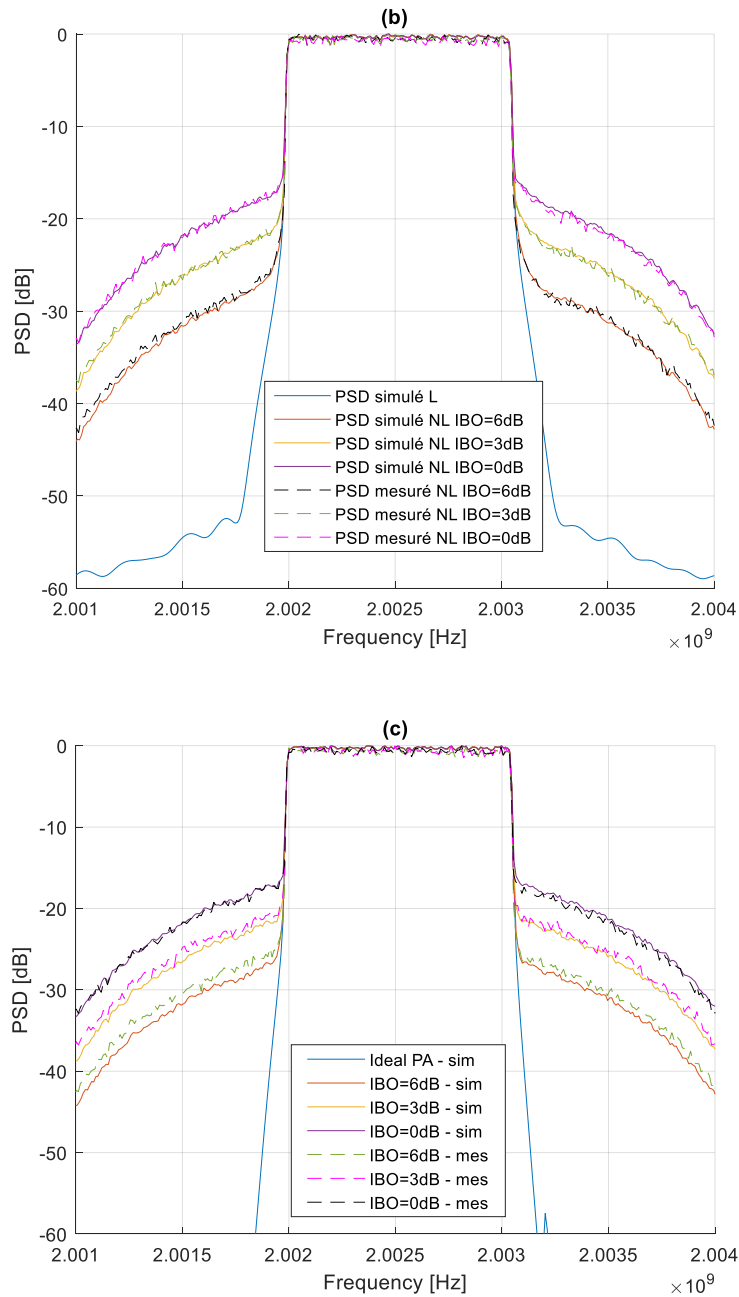 (b)
0
-10
-20
-30
-40
-50
-60
PSD [dB]
PSD simulé L
PSD simulé NL IBO=6dB
PSD simulé NL IBO=3dB
PSD simulé NL IBO=0dB
PSD mesuré NL IBO=6dB
PSD mesuré NL IBO=3dB
PSD mesuré NL IBO=0dB
2.001 2.0015 2.002 2.0025 2.003 2.0035 2.004
Frequency [Hz]
×10⁹
(c)
0
-10
-20
-30
-40
-50
-60
PSD [dB]
Ideal PA - sim
IBO=6dB - sim
IBO=3dB - sim
IBO=0dB - sim
IBO=6dB - mes
IBO=3dB - mes
IBO=0dB - mes
2.001 2.0015 2.002 2.0025 2.003 2.0035 2.004
Frequency [Hz]
×10⁹